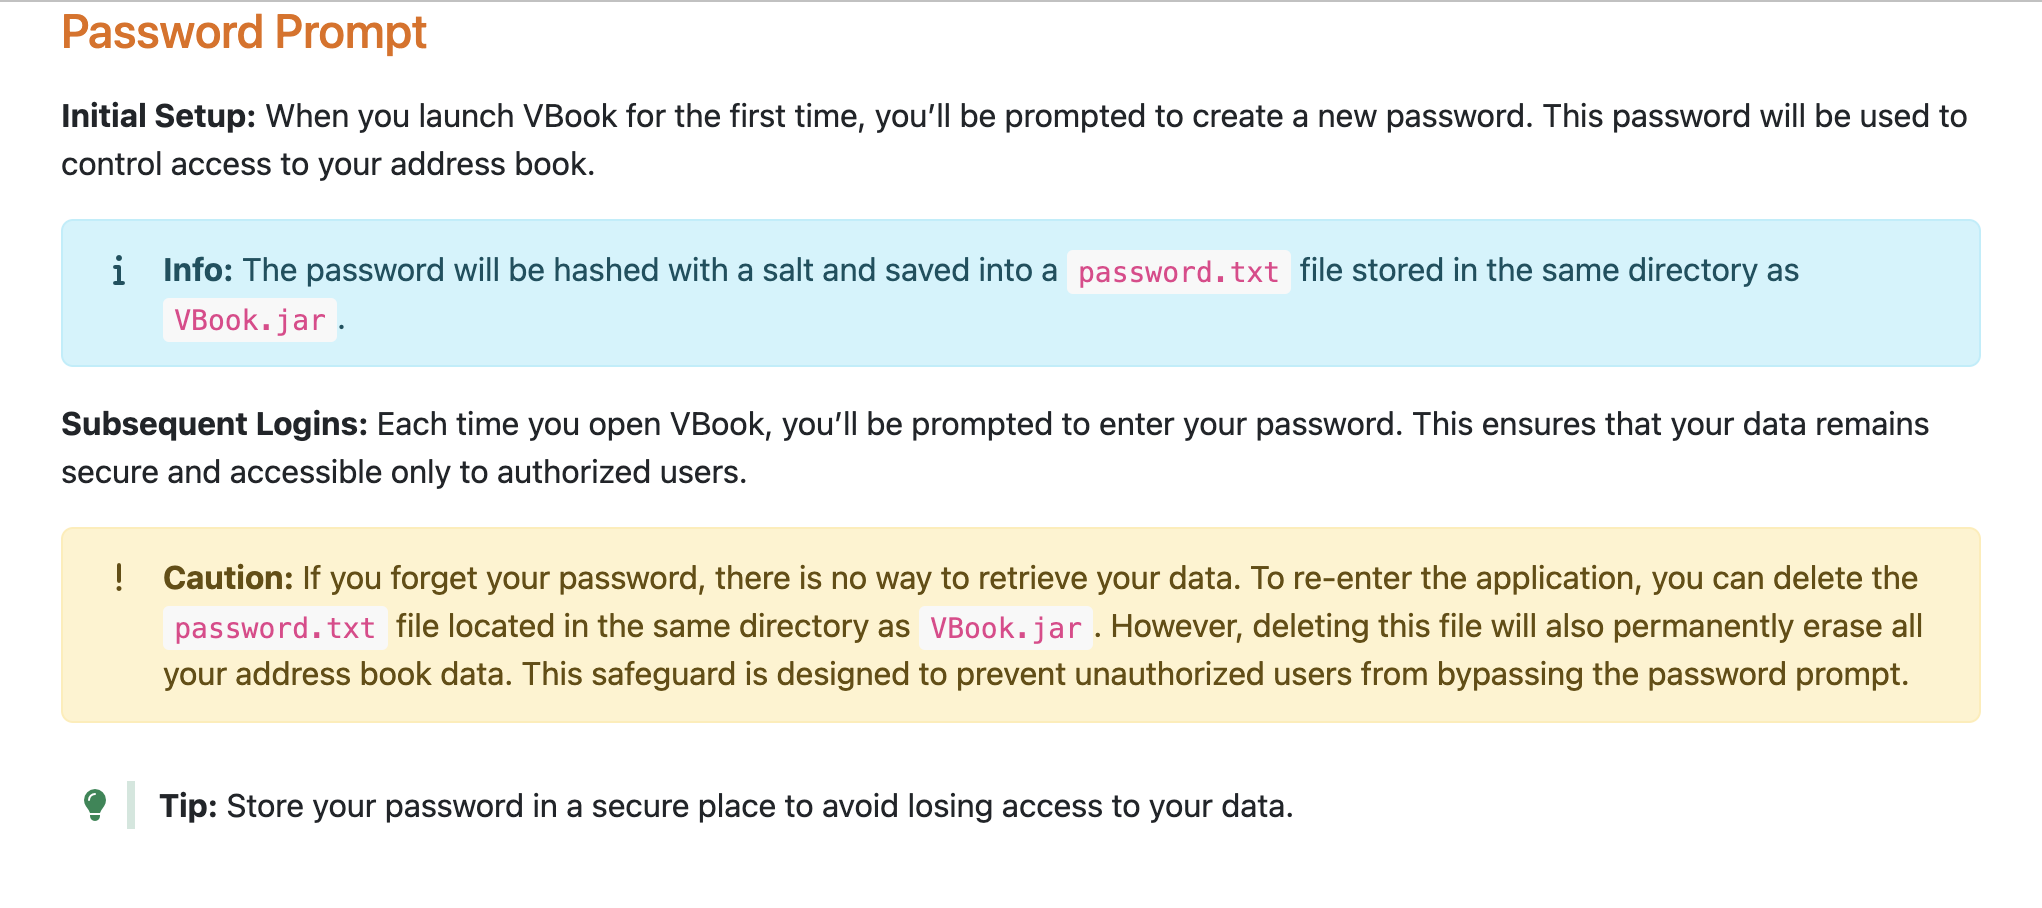 Password Prompt
Initial Setup: When you launch VBook for the first time, you’ll be prompted to create a new password. This password will be used to
control access to your address book.
Info: The password will be hashed with a salt and saved into a password.txt file stored in the same directory as
VBook.jar.
Subsequent Logins: Each time you open VBook, you’ll be prompted to enter your password. This ensures that your data remains
secure and accessible only to authorized users.
Caution: If you forget your password, there is no way to retrieve your data. To re-enter the application, you can delete the
password.txt file located in the same directory as VBook.jar. However, deleting this file will also permanently erase all
your address book data. This safeguard is designed to prevent unauthorized users from bypassing the password prompt.
Tip: Store your password in a secure place to avoid losing access to your data.